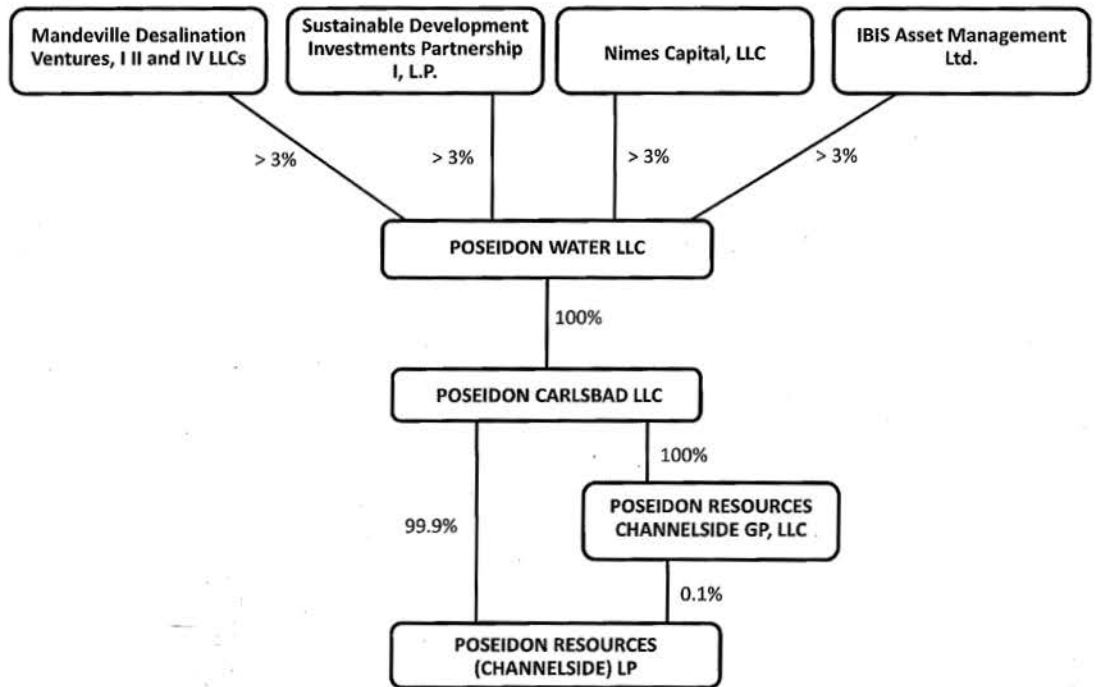 Mandeville Desalination
Ventures, I II and IV LLCs
Sustainable Development
Investments Partnership
I, L.P.
Nimes Capital, LLC
IBIS Asset Management
Ltd.
> 3%
> 3%
> 3%
> 3%
POSEIDON WATER LLC
100%
POSEIDON CARLSBAD LLC
100%
99.9%
POSEIDON RESOURCES
CHANNELSIDE GP, LLC
0.1%
POSEIDON RESOURCES
(CHANNELSIDE) LP